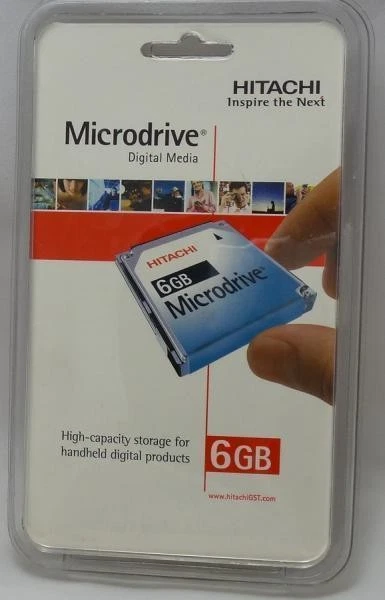 HITACHI
Inspire the Next
Microdrive®
Digital Media
HITACHI
6GB
Microdrive™
High-capacity storage for
handheld digital products
6GB
www.hitachiGST.com